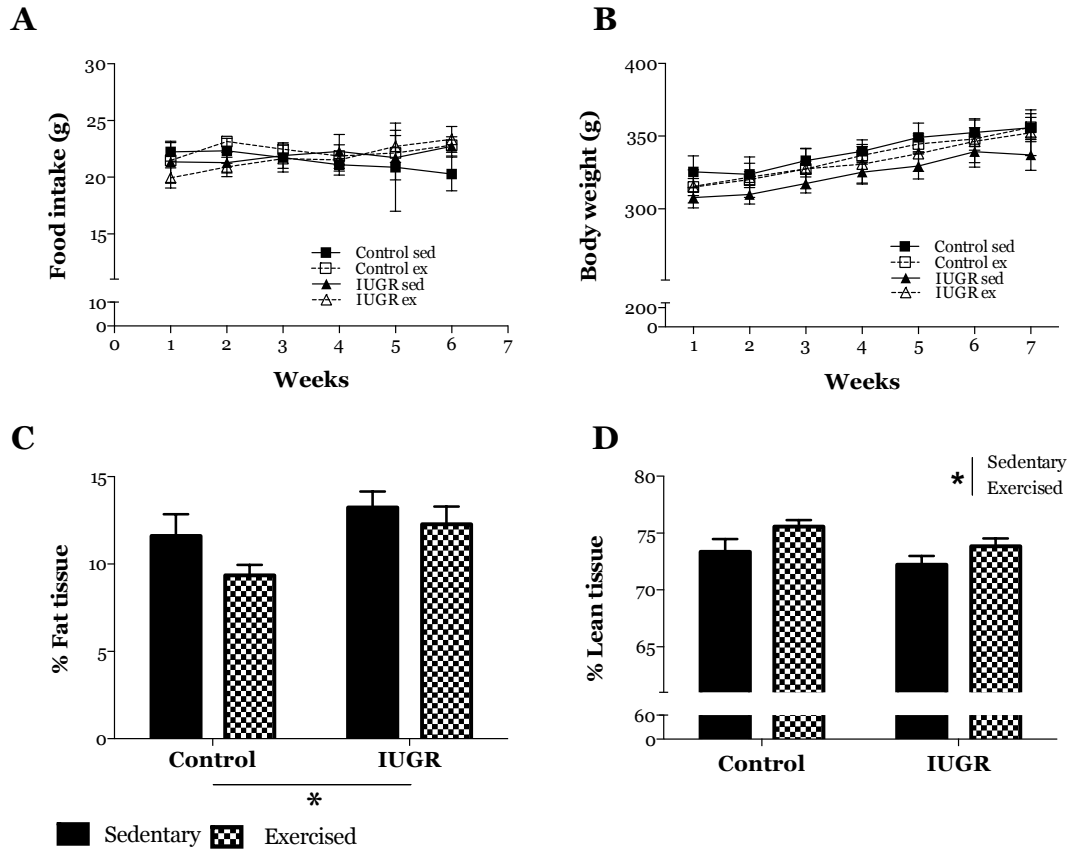 A
Food intake (g)
30
25
20
15
10
0
0 1 2 3 4 5 6 7
Weeks
Control sed
Control ex
IUGR sed
IUGR ex
B
Body weight (g)
400
350
300
200
0
1 2 3 4 5 6 7
Weeks
Control sed
Control ex
IUGR sed
IUGR ex
C
% Fat tissue
15
10
5
0
Control IUGR
*
Sedentary Exercised
D
% Lean tissue
80
75
70
65
60
0
Control IUGR
* Sedentary
Exercised